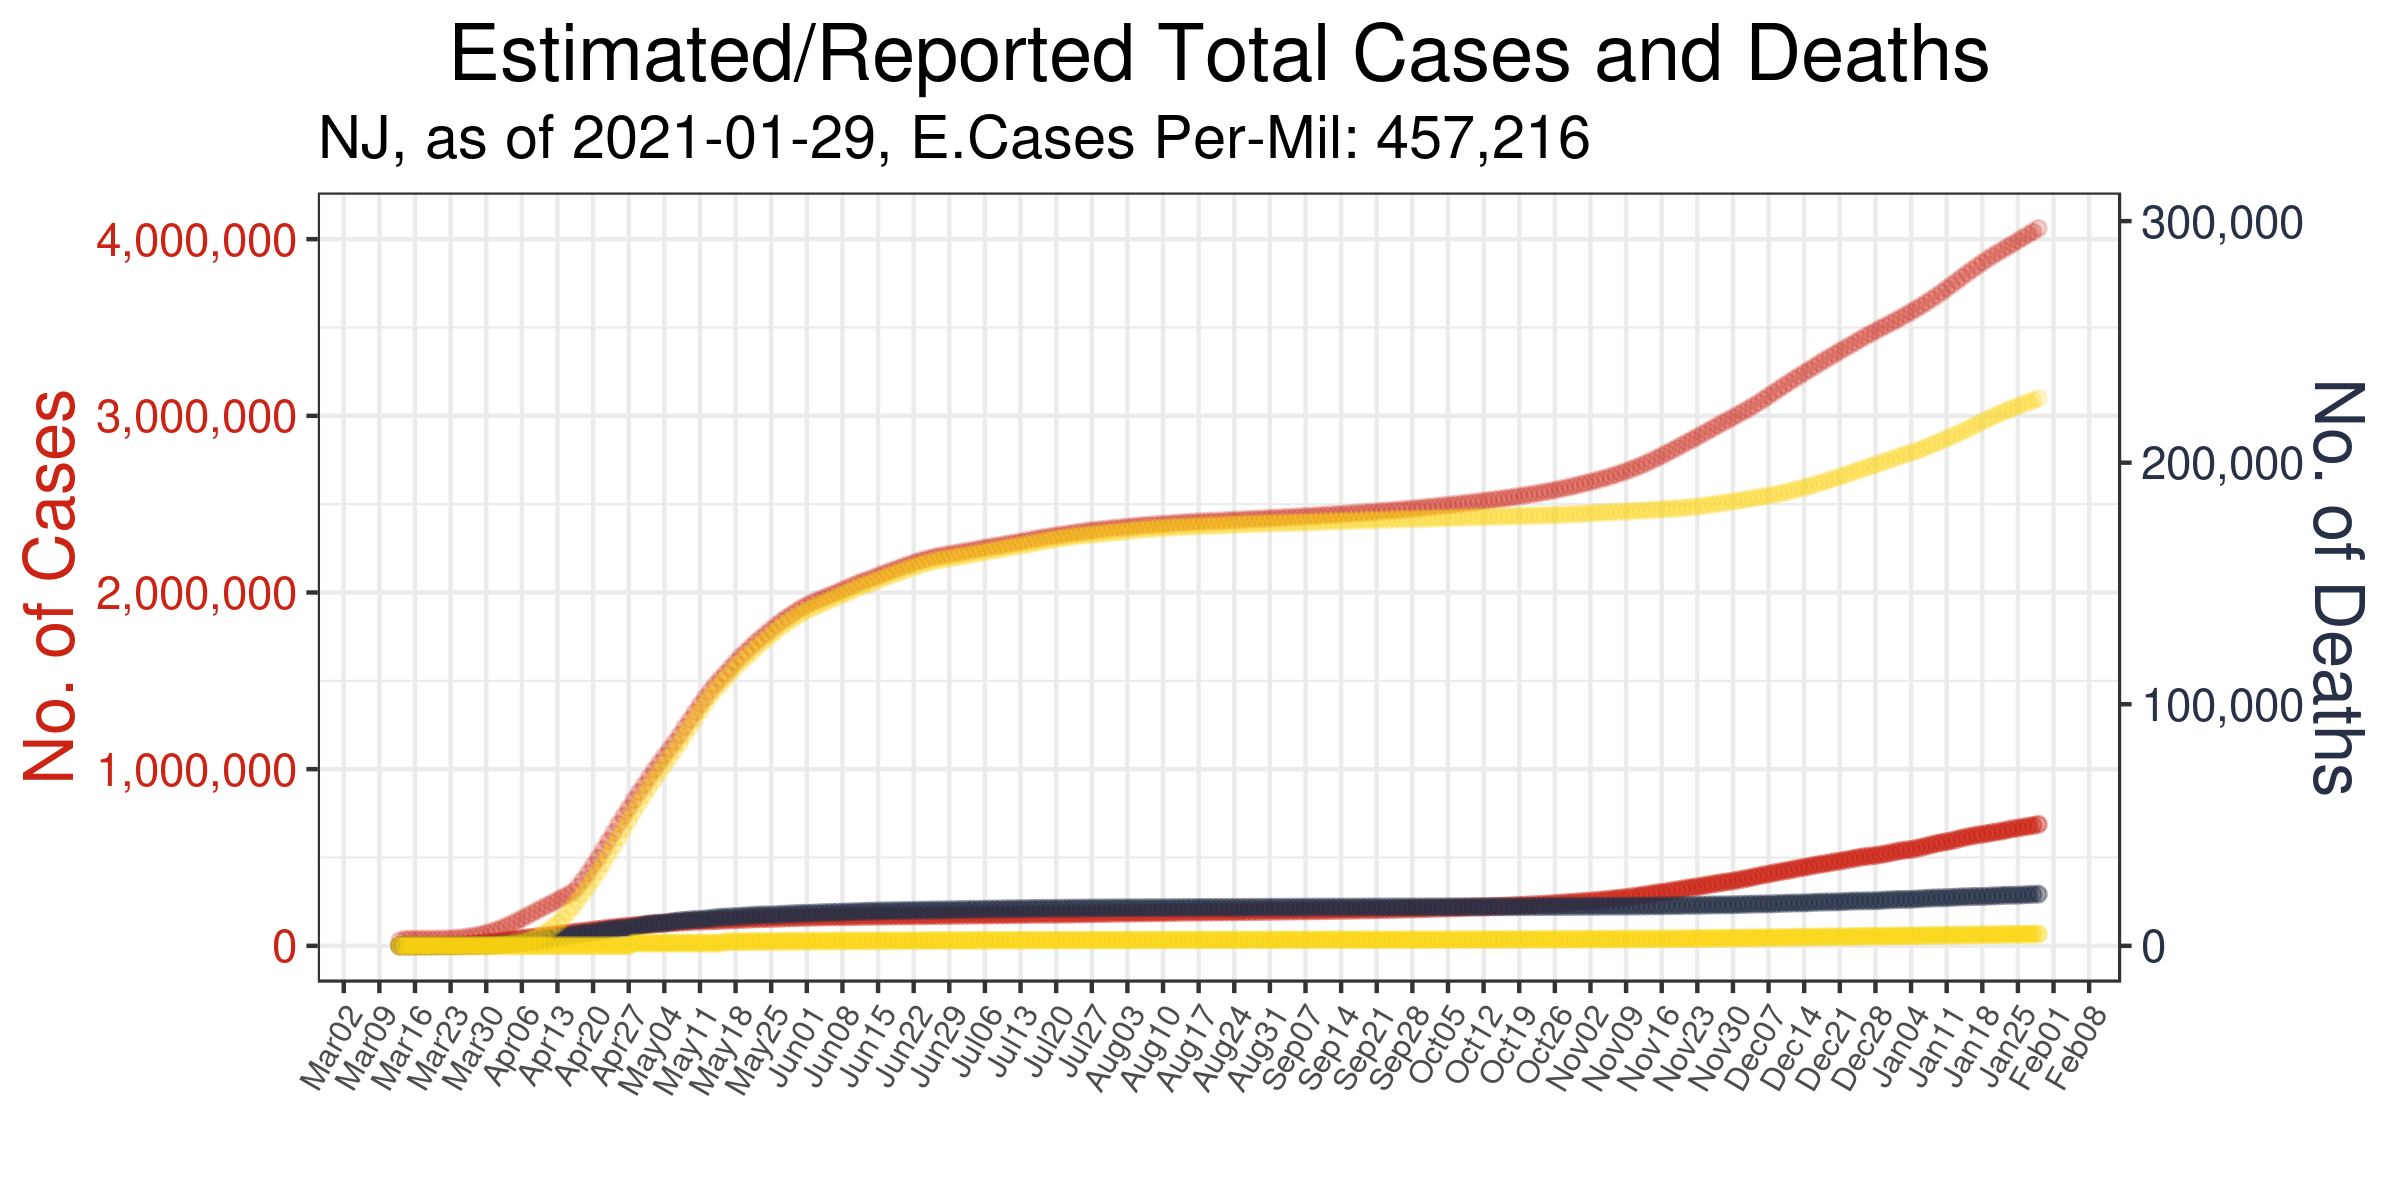 Estimated/Reported Total Cases and Deaths
NJ, as of 2021-01-29, E.Cases Per-Mil: 457,216
No. of Cases
4,000,000
3,000,000
2,000,000
1,000,000
0
300,000
200,000
100,000
0
No. of Deaths
Mar02
Mar09
Mar16
Mar23
Mar30
Apr06
Apr13
Apr20
Apr27
May04
May11
May18
May25
Jun01
Jun08
Jun15
Jun22
Jun29
Jul06
Jul13
Jul20
Jul27
Aug03
Aug10
Aug17
Aug24
Aug31
Sep07
Sep14
Sep21
Sep28
Oct05
Oct12
Oct19
Oct26
Nov02
Nov09
Nov16
Nov23
Nov30
Dec07
Dec14
Dec21
Dec28
Jan04
Jan11
Jan18
Jan25
Feb01
Feb08